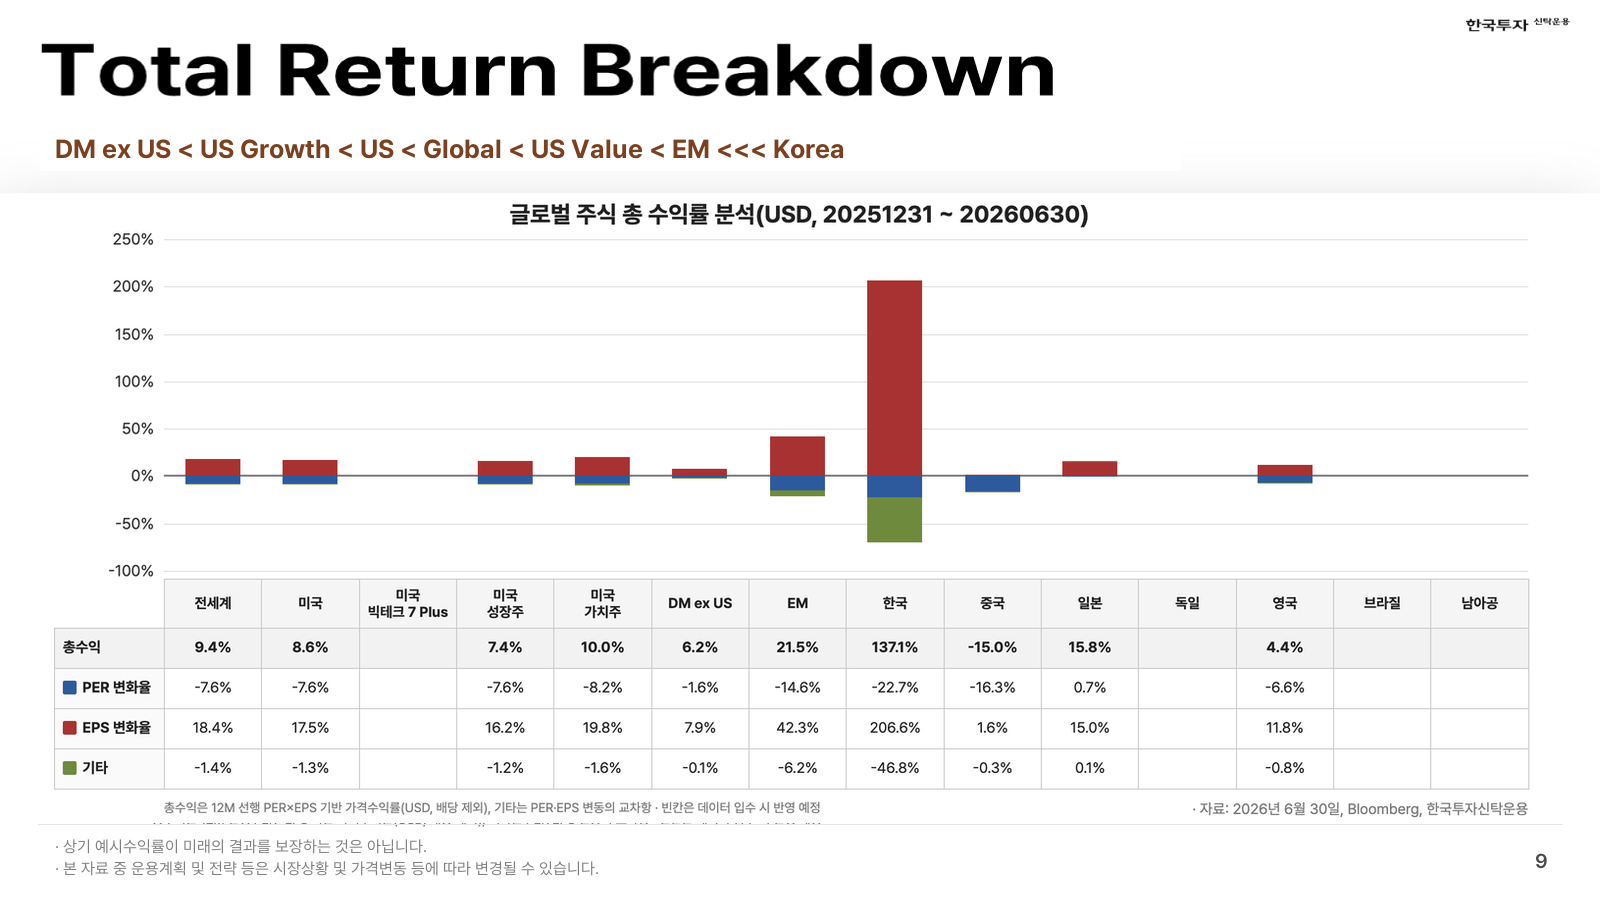 한국투자 신탁운용
Total Return Breakdown
DM ex US < US Growth < US < Global < US Value < EM <<< Korea
글로벌 주식 총 수익률 분석(USD, 20251231 ~ 20260630)
250%
200%
150%
100%
50%
0%
-50%
-100%
전세계 미국 미국 빅테크 7 Plus 미국 성장주 미국 가치주 DM ex US EM 한국 중국 일본 독일 영국 브라질 남아공
총수익 9.4% 8.6% 7.4% 10.0% 6.2% 21.5% 137.1% -15.0% 15.8% 4.4%
PER 변화율 -7.6% -7.6% -7.6% -8.2% -1.6% -14.6% -22.7% -16.3% 0.7% -6.6%
EPS 변화율 18.4% 17.5% 16.2% 19.8% 7.9% 42.3% 206.6% 1.6% 15.0% 11.8%
기타 -1.4% -1.3% -1.2% -1.6% -0.1% -6.2% -46.8% -0.3% 0.1% -0.8%
총수익은 12M 선행 PER×EPS 기반 가격수익률(USD, 배당 제외), 기타는 PER·EPS 변동의 교차항 · 빈칸은 데이터 입수 시 반영 예정
· 자료: 2026년 6월 30일, Bloomberg, 한국투자신탁운용
· 상기 예시수익률이 미래의 결과를 보장하는 것은 아닙니다.
· 본 자료 중 운용계획 및 전략 등은 시장상황 및 가격변동 등에 따라 변경될 수 있습니다.
9